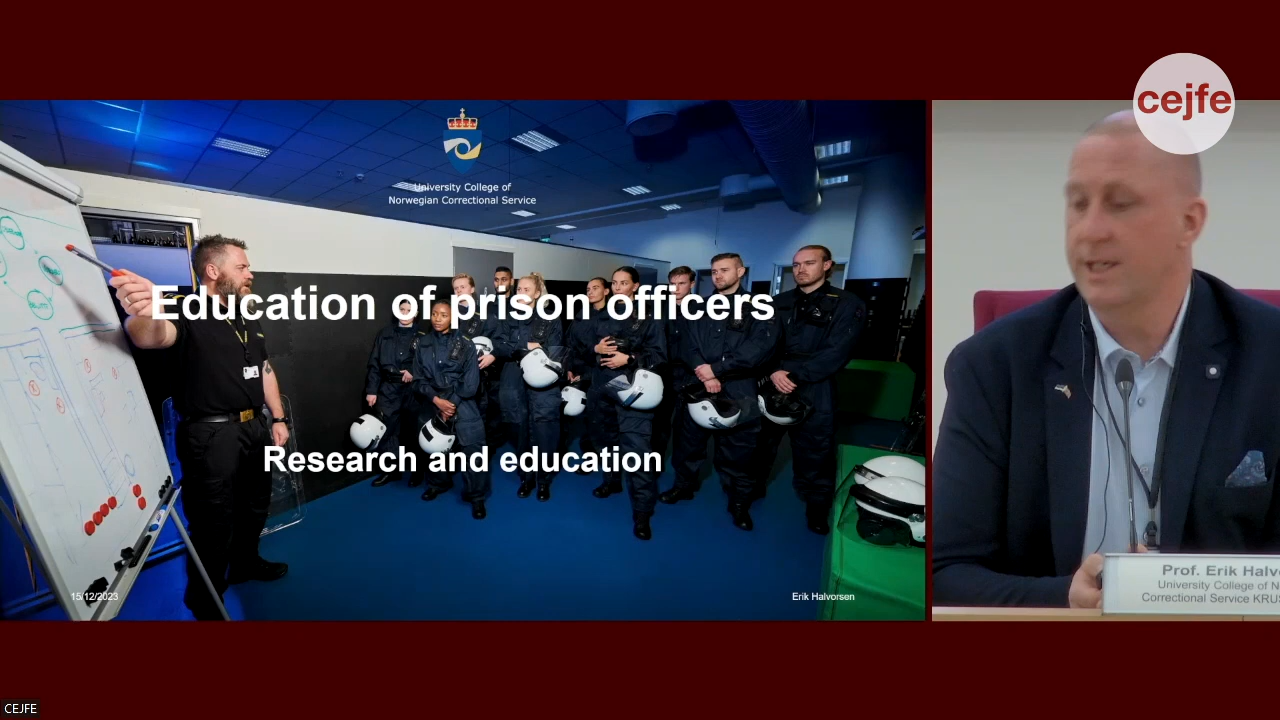 cejfe
University College of
Norwegian Correctional Service
Education of prison officers
Research and education
15/12/2023
Erik Halvorsen
Prof. Erik Halv
University College of N
Correctional Service KRUS
CEJFE